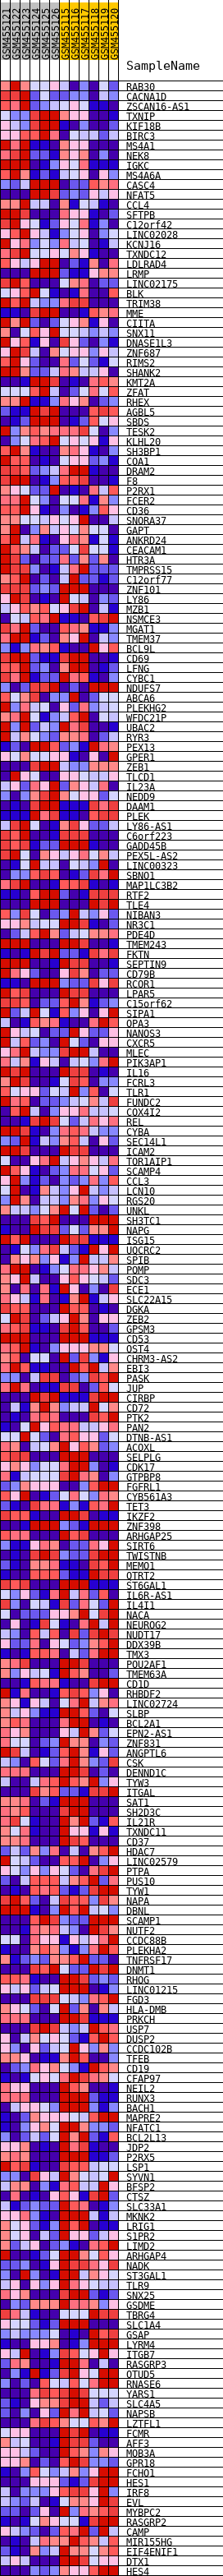 GSM455121
GSM455122
GSM455123
GSM455124
GSM455125
GSM455126
GSM455115
GSM455116
GSM455117
GSM455118
GSM455119
GSM455120
SampleName
RAB30
CACNA1D
ZSCAN16-AS1
TXNIP
KIF18B
BIRC3
MS4A1
NEK8
IGKC
MS4A6A
CASC4
NFAT5
CCL4
SFTPB
C12orf42
LINC02028
KCNJ16
TXNDC12
LDLRAD4
LRMP
LINC02175
BLK
TRIM38
MME
CIITA
SNX11
DNASE1L3
ZNF687
RIMS2
SHANK2
KMT2A
ZFAT
RHEX
AGBL5
SBDS
TESK2
KLHL20
SH3BP1
COA1
DRAM2
F8
P2RX1
FCER2
CD36
SNORA37
GAPT
ANKRD24
CEACAM1
HTR3A
TMPRSS15
C12orf77
ZNF101
LY86
MZB1
NSMCE3
MGAT1
TMEM37
BCL9L
CD69
LFNG
CYBC1
NDUFS7
ABCA6
PLEKHG2
WFDC21P
UBAC2
RYR3
PEX13
GPER1
ZEB1
TLCD1
IL23A
NEDD9
DAAM1
PLEK
LY86-AS1
C6orf223
GADD45B
PEX5L-AS2
LINC00323
SBNO1
MAP1LC3B2
RTF2
TLE4
NIBAN3
NR3C1
PDE4D
TMEM243
FKTN
SEPTIN9
CD79B
RCOR1
LPAR5
C15orf62
SIPA1
OPA3
NANOS3
CXCR5
MLEC
PIK3AP1
IL16
FCRL3
TLR1
FUNDC2
COX4I2
REL
CYBA
SEC14L1
ICAM2
TOR1AIP1
SCAMP4
CCL3
LCN10
RGS20
UNKL
SH3TC1
NAPG
ISG15
UQCRC2
SPIB
POMP
SDC3
ECE1
SLC22A15
DGKA
ZEB2
GPSM3
CD53
OST4
CHRM3-AS2
EBI3
PASK
JUP
CIRBP
CD72
PTK2
PAN2
DTNB-AS1
ACOXL
SELPLG
CDK17
GTPBP8
FGFRL1
CYB561A3
TET3
IKZF2
ZNF398
ARHGAP25
SIRT6
TWISTNB
MEMO1
QTRT2
ST6GAL1
IL6R-AS1
IL4I1
NACA
NEUROG2
NUDT17
DDX39B
TMX3
POU2AF1
TMEM63A
CD1D
RHBDF2
LINC02724
SLBP
BCL2A1
EPN2-AS1
ZNF831
ANGPTL6
CSK
DENND1C
TYW3
ITGAL
SAT1
SH2D3C
IL21R
TXNDC11
CD37
HDAC7
LINC02579
PTPA
PUS10
TYW1
NAPA
DBNL
SCAMP1
NUTF2
CCDC88B
PLEKHA2
TNFRSF17
DNMT1
RHOG
LINC01215
FGD3
HLA-DMB
PRKCH
USP7
DUSP2
CCDC102B
TFEB
CD19
CFAP97
NEIL2
RUNX3
BACH1
MAPRE2
NFATC1
BCL2L13
JDP2
P2RX5
LSP1
SYVN1
BFSP2
CTSZ
SLC33A1
MKNK2
LRIG1
S1PR2
LIMD2
ARHGAP4
NADK
ST3GAL1
TLR9
SNX25
GSDME
TBRG4
SLC1A4
GSAP
LYRM4
ITGB7
RASGRP3
OTUD5
RNASE6
YARS1
SLC4A5
NAPSB
LZTFL1
FCMR
AFF3
MOB3A
GPR18
FCHO1
HES1
IRF8
EVL
MYBPC2
RASGRP2
CAMP
MIR155HG
EIF4ENIF1
DTX1
HES4